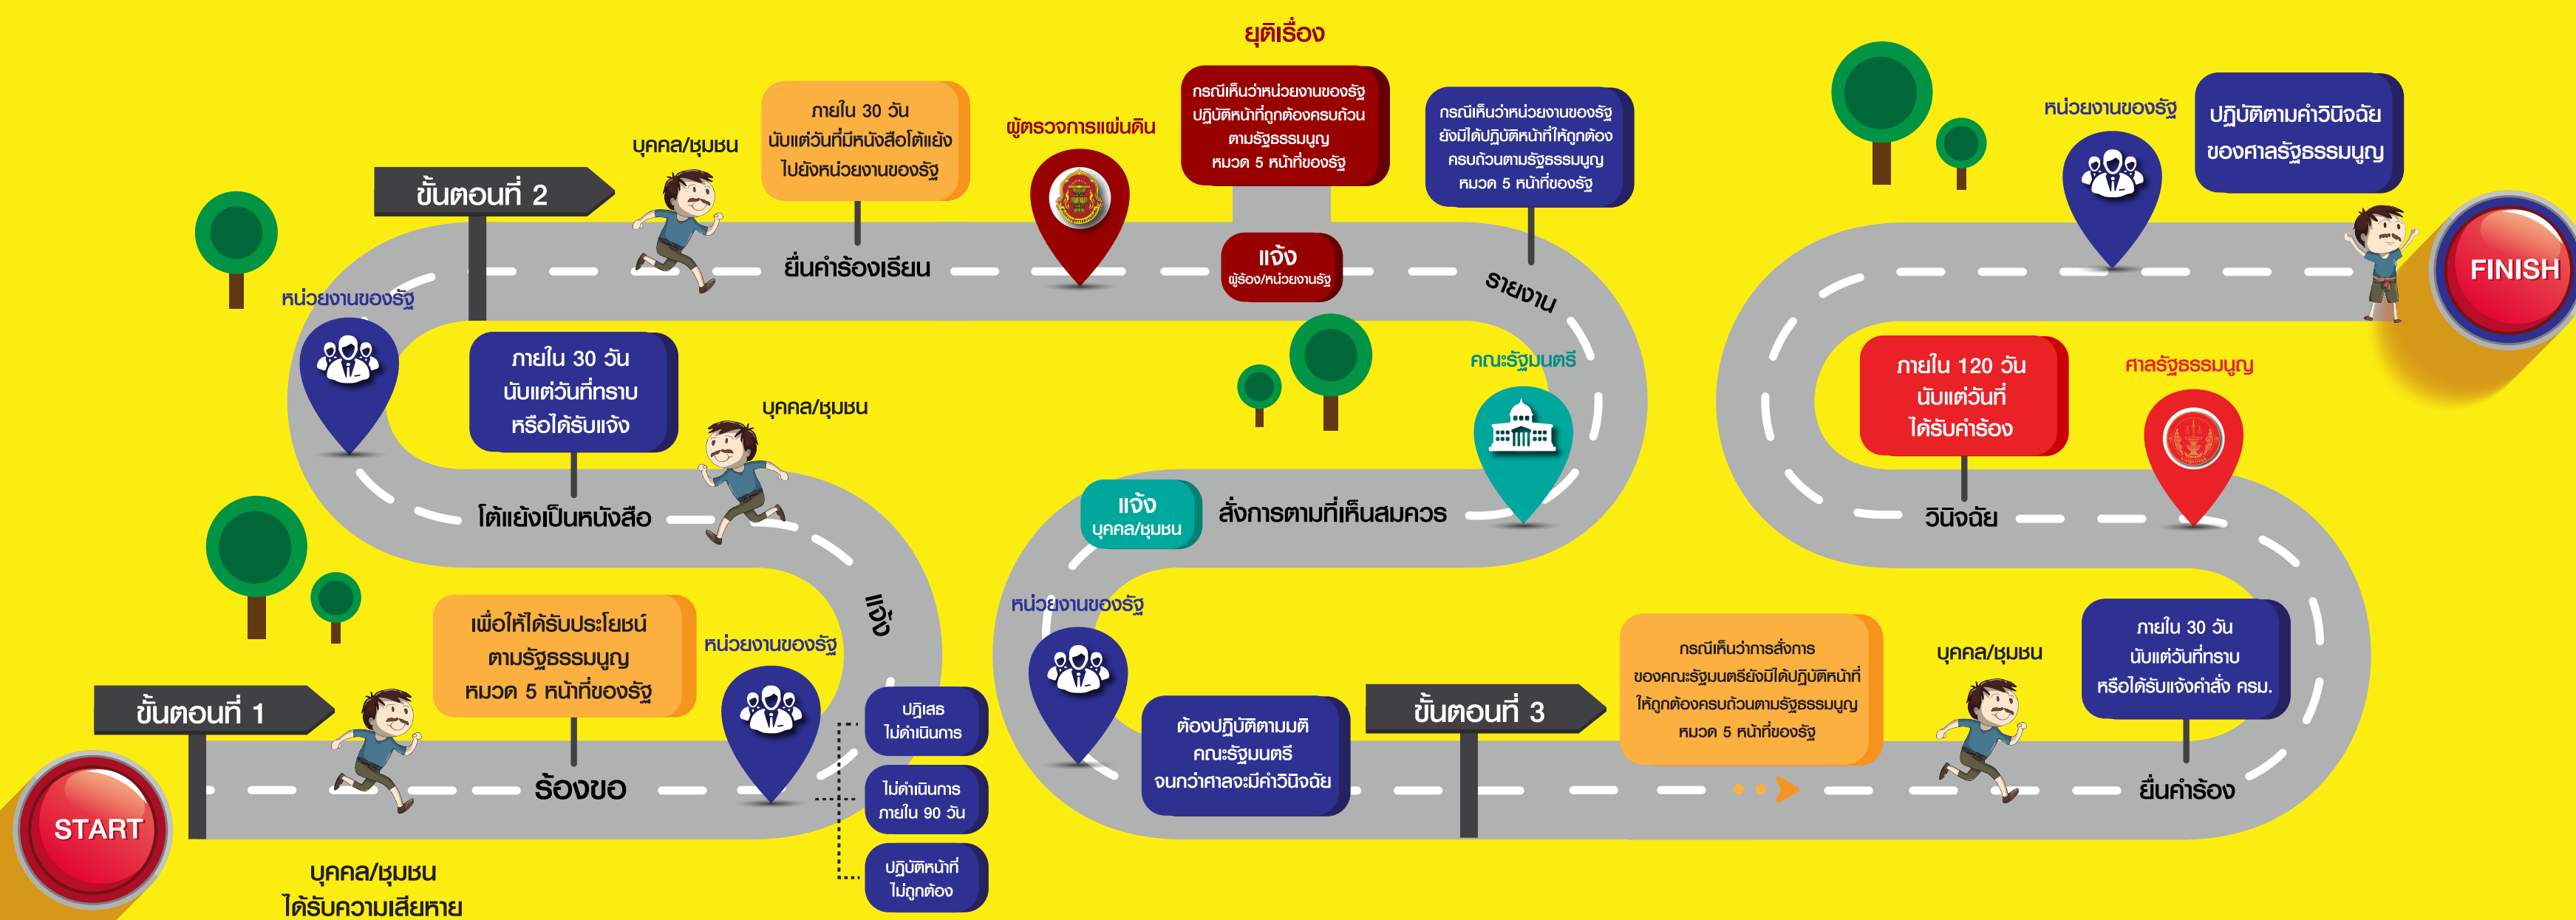 START
ขั้นตอนที่ 1
บุคคล/ชุมชน
ได้รับความเสียหาย
เพื่อให้ได้รับประโยชน์
ตามรัฐธรรมนูญ
หมวด 5 หน้าที่ของรัฐ
ร้องขอ
หน่วยงานของรัฐ
ปฏิเสธ
ไม่ดำเนินการ
ไม่ดำเนินการ
ภายใน 90 วัน
ปฏิบัติหน้าที่
ไม่ถูกต้อง
แจ้ง
บุคคล/ชุมชน
ภายใน 30 วัน
นับแต่วันที่ทราบ
หรือได้รับแจ้ง
โต้แย้งเป็นหนังสือ
หน่วยงานของรัฐ
ขั้นตอนที่ 2
บุคคล/ชุมชน
ภายใน 30 วัน
นับแต่วันที่มีหนังสือโต้แย้ง
ไปยังหน่วยงานของรัฐ
ยื่นคำร้องเรียน
ผู้ตรวจการแผ่นดิน
ยุติเรื่อง
กรณีเห็นว่าหน่วยงานของรัฐ
ปฏิบัติหน้าที่ถูกต้องครบถ้วน
ตามรัฐธรรมนูญ
หมวด 5 หน้าที่ของรัฐ
แจ้ง
ผู้ร้อง/หน่วยงานรัฐ
กรณีเห็นว่าหน่วยงานของรัฐ
ยังมิได้ปฏิบัติหน้าที่ให้ถูกต้อง
ครบถ้วนตามรัฐธรรมนูญ
หมวด 5 หน้าที่ของรัฐ
รายงาน
คณะรัฐมนตรี
สั่งการตามที่เห็นสมควร
แจ้ง
บุคคล/ชุมชน
หน่วยงานของรัฐ
ต้องปฏิบัติตามมติ
คณะรัฐมนตรี
จนกว่าศาลจะมีคำวินิจฉัย
ขั้นตอนที่ 3
กรณีเห็นว่าการสั่งการ
ของคณะรัฐมนตรียังมิได้ปฏิบัติหน้าที่
ให้ถูกต้องครบถ้วนตามรัฐธรรมนูญ
หมวด 5 หน้าที่ของรัฐ
บุคคล/ชุมชน
ภายใน 30 วัน
นับแต่วันที่ทราบ
หรือได้รับแจ้งคำสั่ง ครม.
ยื่นคำร้อง
ศาลรัฐธรรมนูญ
ภายใน 120 วัน
นับแต่วันที่
ได้รับคำร้อง
วินิจฉัย
หน่วยงานของรัฐ
ปฏิบัติตามคำวินิจฉัย
ของศาลรัฐธรรมนูญ
FINISH